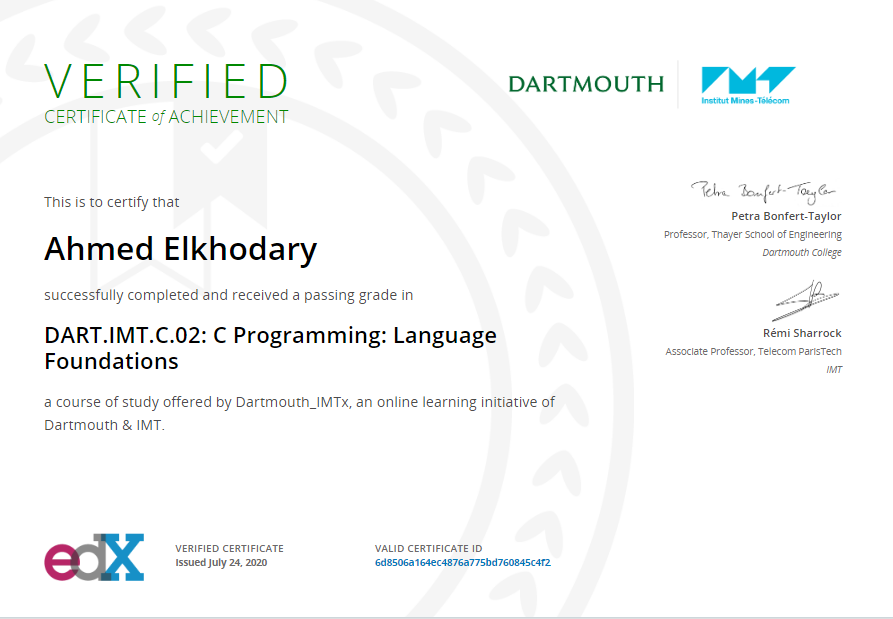 VERIFIED
CERTIFICATE of ACHIEVEMENT
DARTMOUTH
Institut Mines-Télécom
This is to certify that
Ahmed Elkhodary
successfully completed and received a passing grade in
DART.IMT.C.02: C Programming: Language
Foundations
a course of study offered by Dartmouth_IMTx, an online learning initiative of
Dartmouth & IMT.
Petra Bonfert-Taylor
Petra Bonfert-Taylor
Professor, Thayer School of Engineering
Dartmouth College
Rémi Sharrock
Associate Professor, Telecom ParisTech
IMT
edX
VERIFIED CERTIFICATE
Issued July 24, 2020
VALID CERTIFICATE ID
6d8506a164ec4876a775bd760845c4f2